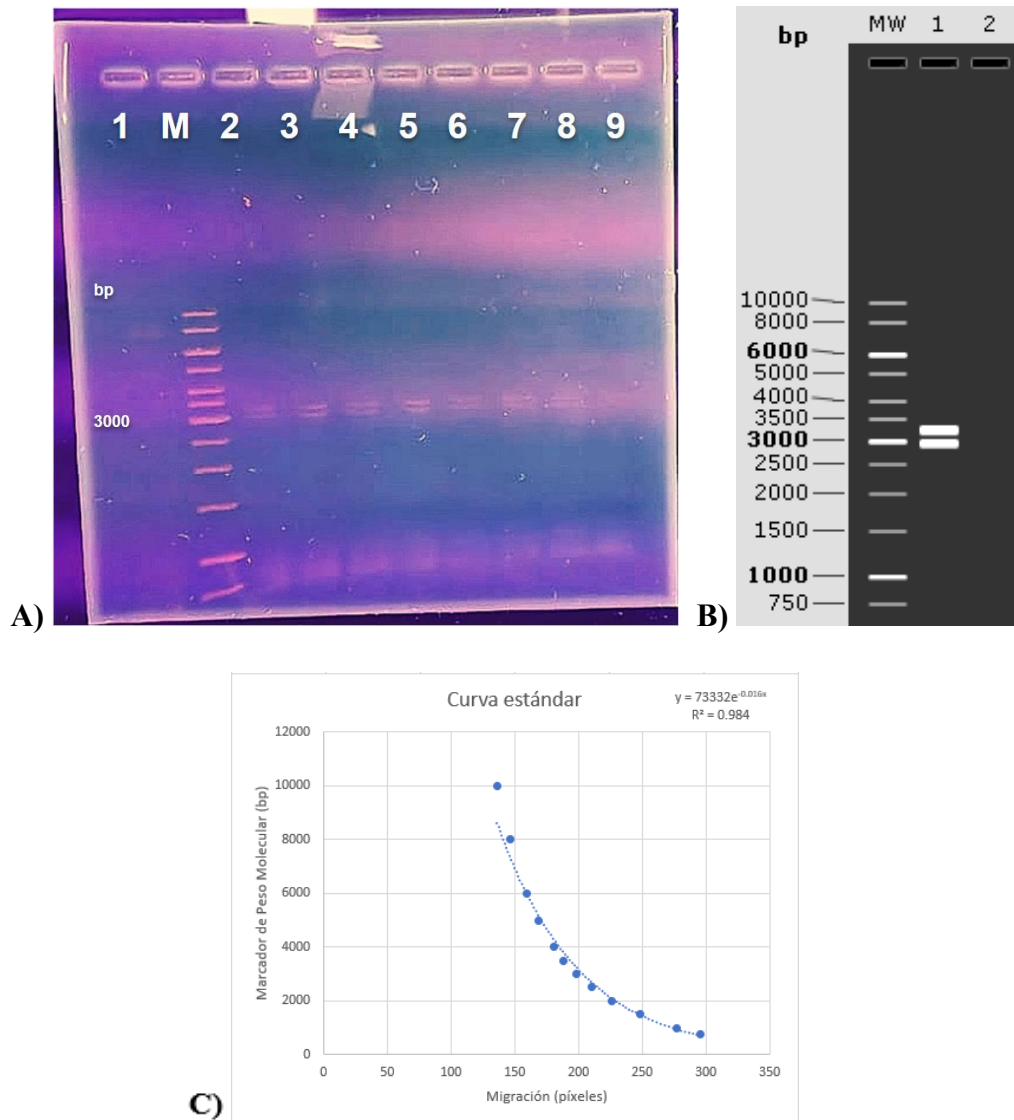 1 M 2 3 4 5 6 7 8 9
bp
3000
A)
bp
MW 1 2
10000
8000
6000
5000
4000
3500
3000
2500
2000
1500
1000
750
B)
Curva estándar
y = 73332e^-0.016x
R² = 0.984
Marcador de Peso Molecular (bp)
12000
10000
8000
6000
4000
2000
0
0 50 100 150 200 250 300 350
Migración (píxeles)
C)